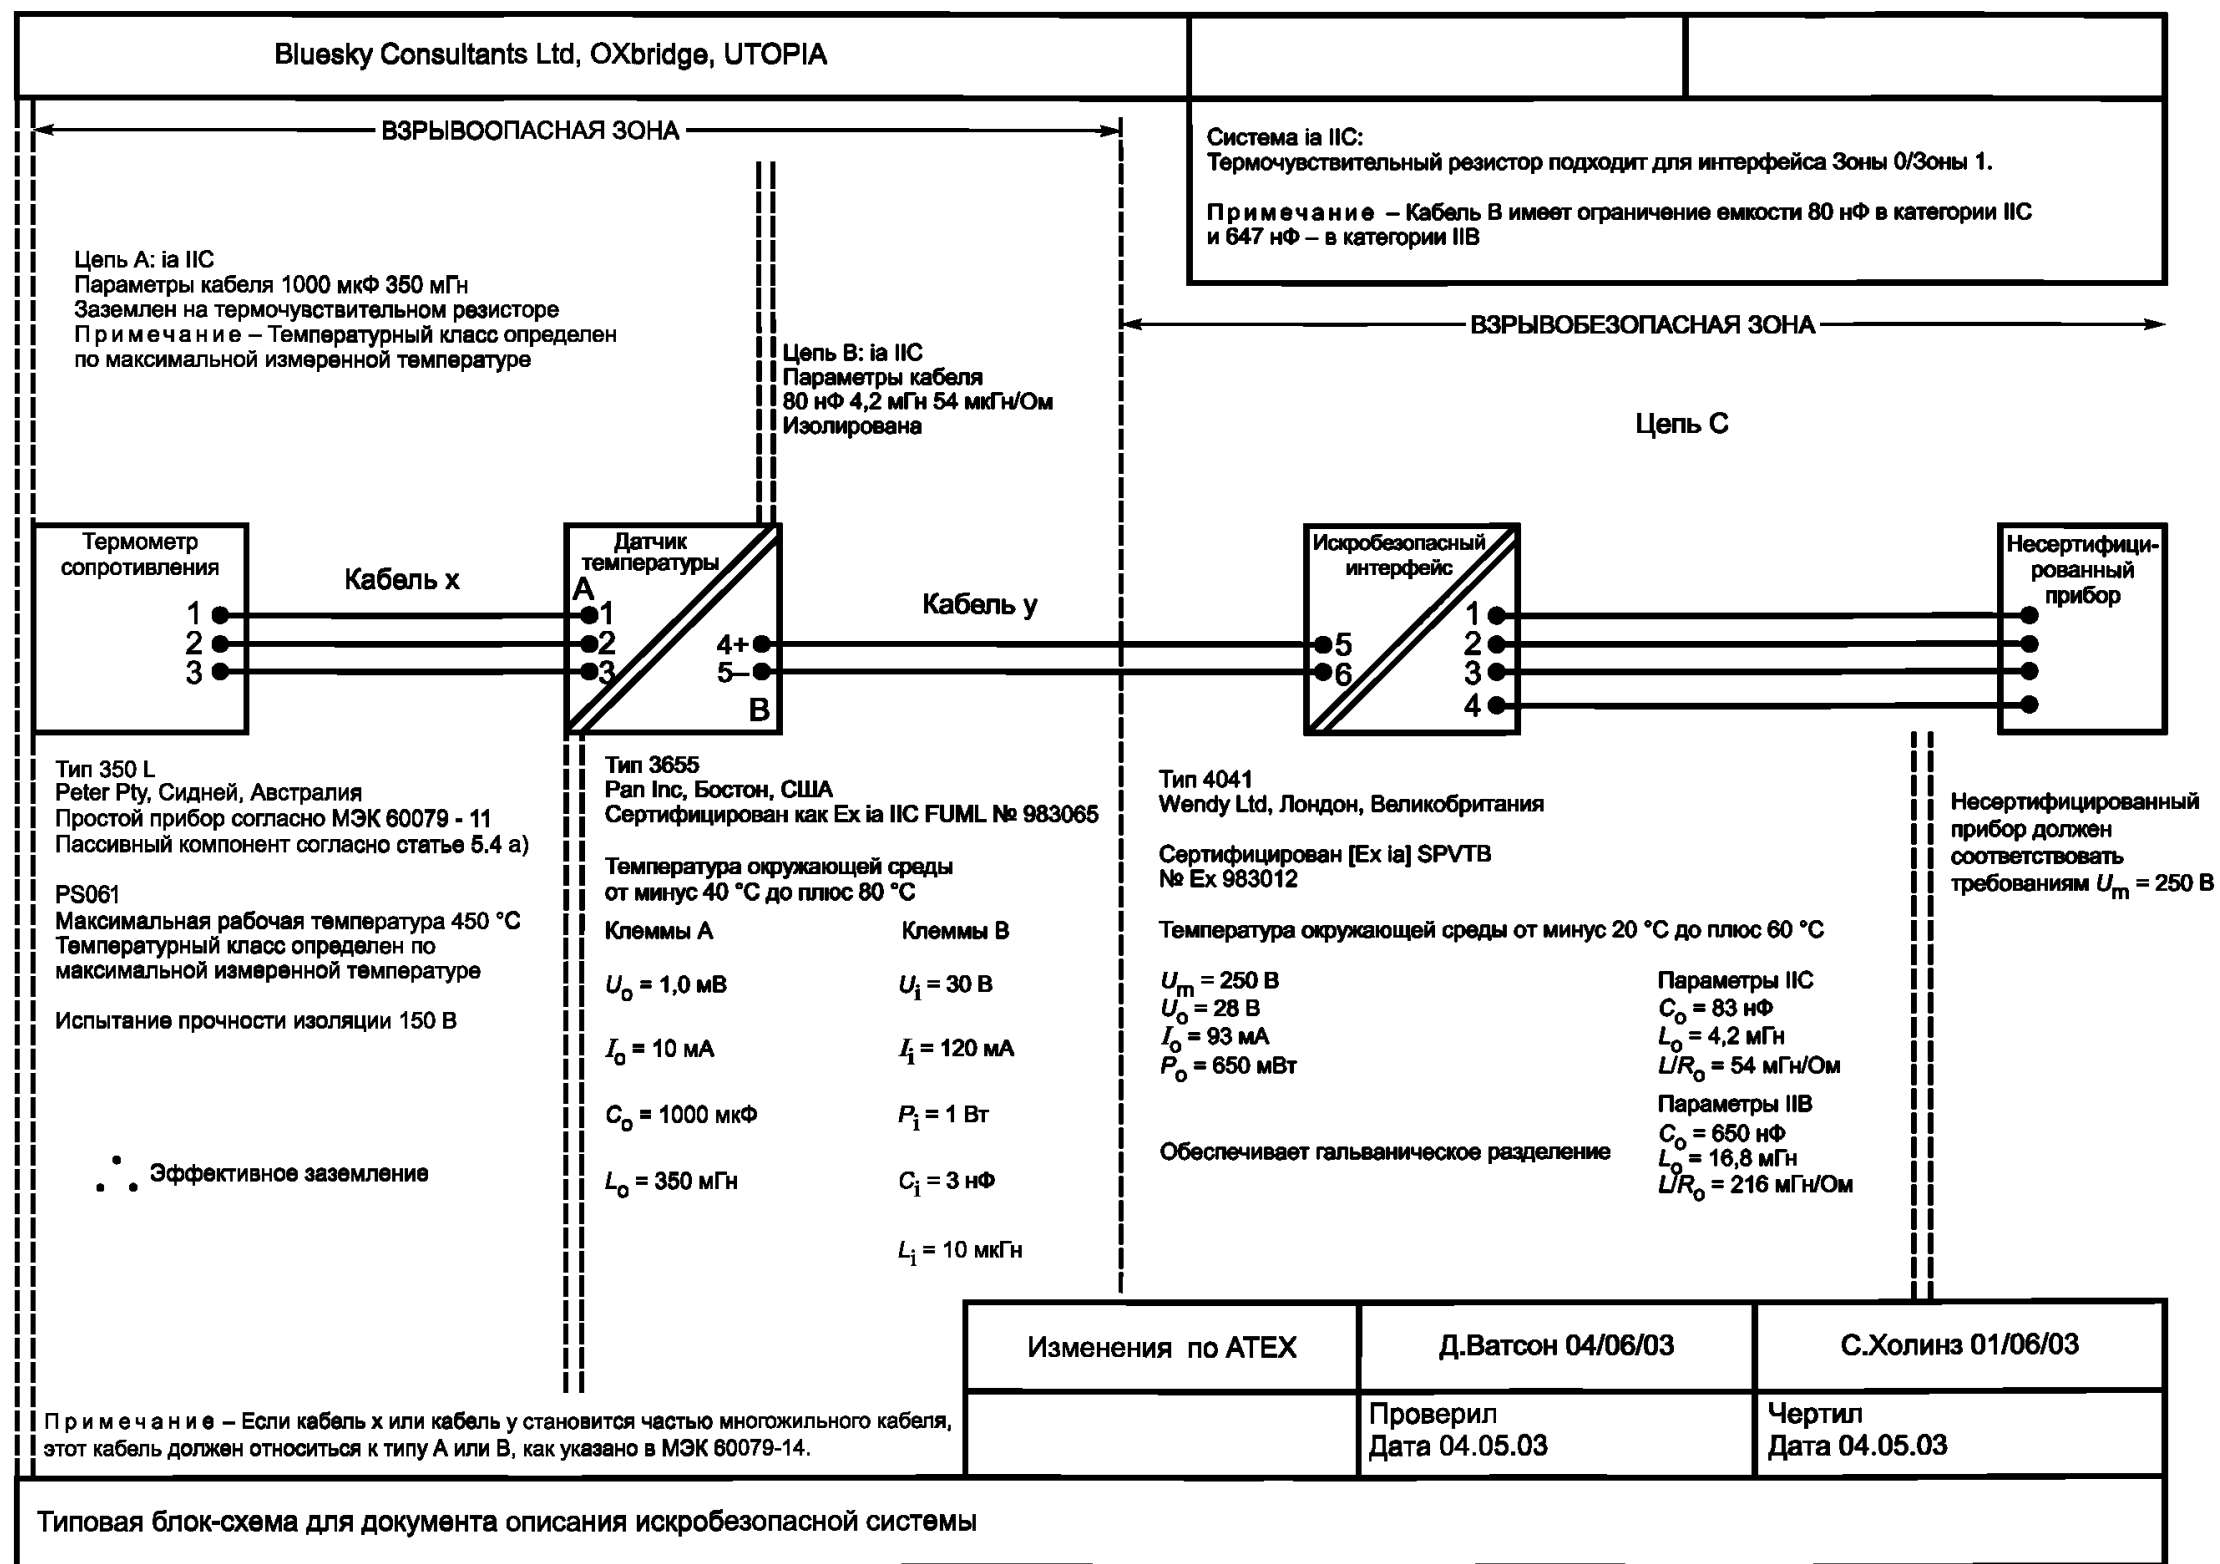 Bluesky Consultants Ltd, OXbridge, UTOPIA
ВЗРЫВООПАСНАЯ ЗОНА
Система ia IIC:
Термочувствительный резистор подходит для интерфейса Зоны 0/Зоны 1.
Примечание – Кабель В имеет ограничение емкости 80 нФ в категории IIC
и 647 нФ – в категории IIB
Цепь А: ia IIC
Параметры кабеля 1000 мкФ 350 мГн
Заземлен на термочувствительном резисторе
Примечание – Температурный класс определен
по максимальной измеренной температуре
ВЗРЫВОБЕЗОПАСНАЯ ЗОНА
Цепь В: ia IIC
Параметры кабеля
80 нФ 4,2 мГн 54 мкГн/Ом
Изолирована
Цепь С
Термометр
сопротивления
1
2
3
Кабель х
Датчик
температуры
А
1
2
3
4+
5–
В
Кабель у
Искробезопасный
интерфейс
5
6
1
2
3
4
Несертифици-
рованный
прибор
Тип 350 L
Peter Pty, Сидней, Австралия
Простой прибор согласно МЭК 60079 - 11
Пассивный компонент согласно статье 5.4 а)
PS061
Максимальная рабочая температура 450 °С
Температурный класс определен по
максимальной измеренной температуре
Испытание прочности изоляции 150 В
Эффективное заземление
Тип 3655
Pan Inc, Бостон, США
Сертифицирован как Ex ia IIC FUML № 983065
Температура окружающей среды
от минус 40 °С до плюс 80 °С
Клеммы А
Uo = 1,0 мВ
Io = 10 мА
Co = 1000 мкФ
Lo = 350 мГн
Клеммы В
Ui = 30 В
Ii = 120 мА
Pi = 1 Вт
Ci = 3 нФ
Li = 10 мкГн
Тип 4041
Wendy Ltd, Лондон, Великобритания
Сертифицирован [Ex ia] SPVTB
№ Ex 983012
Температура окружающей среды от минус 20 °С до плюс 60 °С
Um = 250 В
Uo = 28 В
Io = 93 мА
Po = 650 мВт
Обеспечивает гальваническое разделение
Параметры IIC
Co = 83 нФ
Lo = 4,2 мГн
L/Ro = 54 мГн/Ом
Параметры IIB
Co = 650 нФ
Lo = 16,8 мГн
L/Ro = 216 мГн/Ом
Несертифицированный
прибор должен
соответствовать
требованиям Um = 250 В
Изменения по ATEX
Д.Ватсон 04/06/03
С.Холинз 01/06/03
Проверил
Дата 04.05.03
Чертил
Дата 04.05.03
Примечание – Если кабель х или кабель у становится частью многожильного кабеля,
этот кабель должен относиться к типу А или В, как указано в МЭК 60079-14.
Типовая блок-схема для документа описания искробезопасной системы